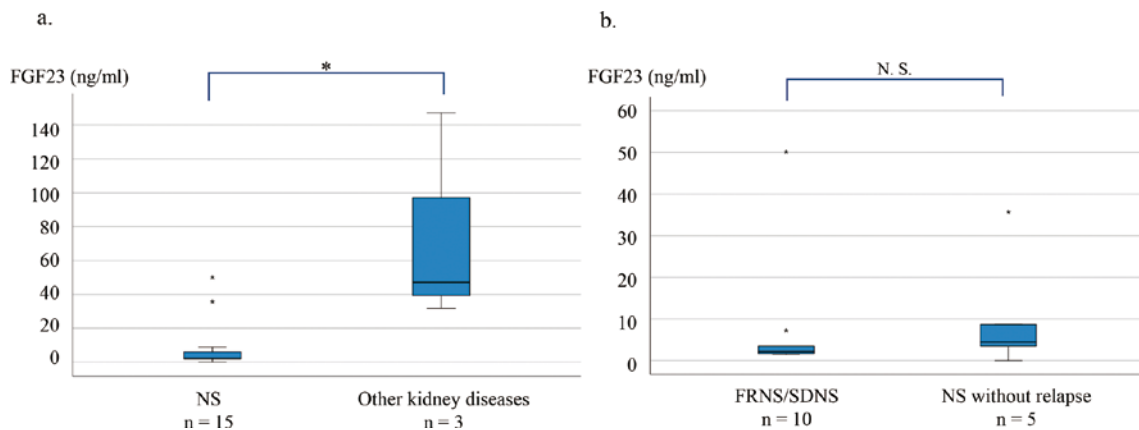 a.
FGF23 (ng/ml)
*
140
120
100
80
60
40
20
0
*
*
NS
n = 15
Other kidney diseases
n = 3
b.
FGF23 (ng/ml)
N. S.
60
50
40
30
20
10
0
*
*
*
FRNS/SDNS
n = 10
NS without relapse
n = 5